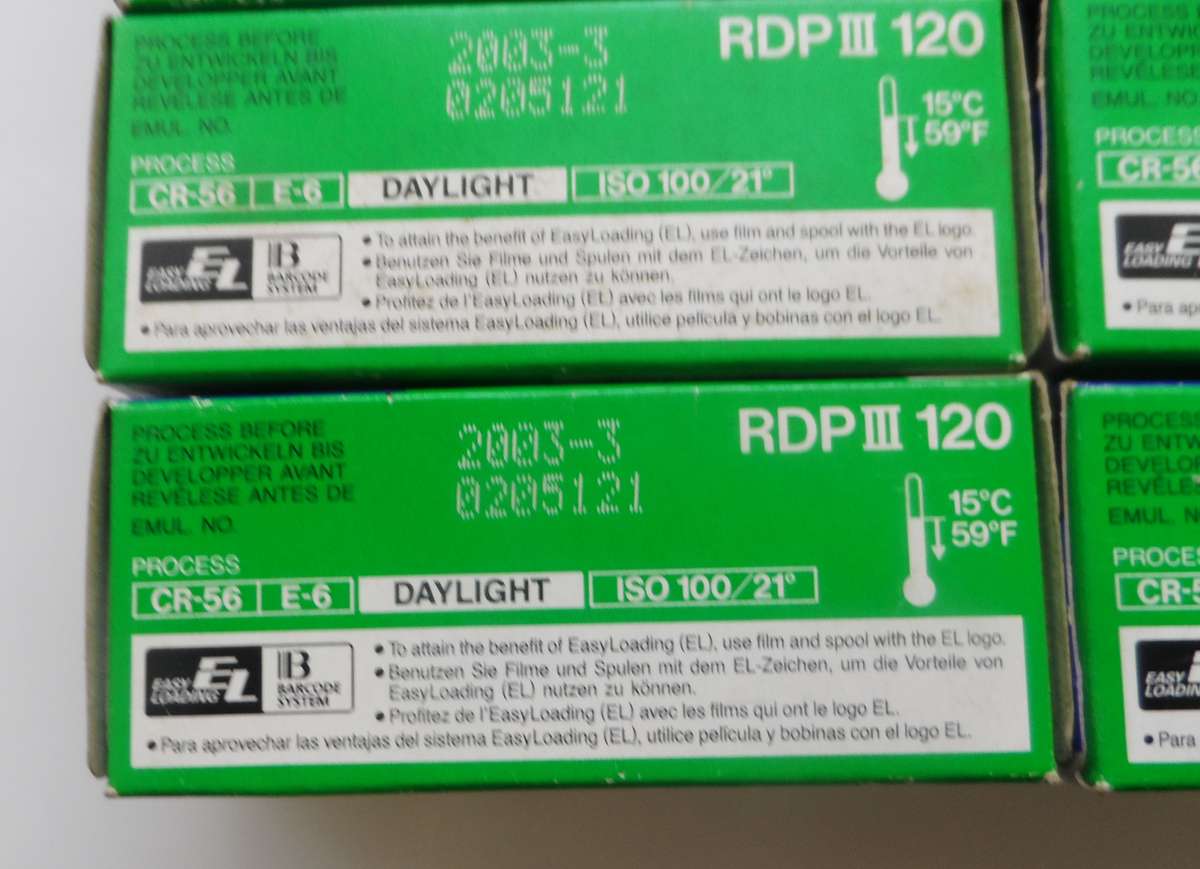 PROCESS BEFORE
ZU ENTWICKELN BIS
DEVELOPPER AVANT
REVÉLESE ANTES DE
EMUL. NO.
2003-3
0205121
RDPIII 120
15°C
59°F
PROCESS
CR-56 E-6 DAYLIGHT ISO 100/21°
EASY LOADING EL
B BARCODE SYSTEM
• To attain the benefit of EasyLoading (EL), use film and spool with the EL logo.
• Benutzen Sie Filme und Spulen mit dem EL-Zeichen, um die Vorteile von
EasyLoading (EL) nutzen zu können.
• Profitez de l'EasyLoading (EL) avec les films qui ont le logo EL.
• Para aprovechar las ventajas del sistema EasyLoading (EL), utilice película y bobinas con el logo EL.
PROCESS
ZU
EMUL. NO.
PROCESS
CR-56
EASY
LOADING
• Para
PROCESS BEFORE
ZU ENTWICKELN BIS
DEVELOPPER AVANT
REVÉLESE ANTES DE
EMUL. NO.
2003-3
0205121
RDPIII 120
15°C
59°F
PROCESS
CR-56 E-6 DAYLIGHT ISO 100/21°
EASY LOADING EL
B BARCODE SYSTEM
• To attain the benefit of EasyLoading (EL), use film and spool with the EL logo.
• Benutzen Sie Filme und Spulen mit dem EL-Zeichen, um die Vorteile von
EasyLoading (EL) nutzen zu können.
• Profitez de l'EasyLoading (EL) avec les films qui ont le logo EL.
• Para aprovechar las ventajas del sistema EasyLoading (EL), utilice película y bobinas con el logo EL.
PROCESS
ZU
EMUL.
EASY
• Para